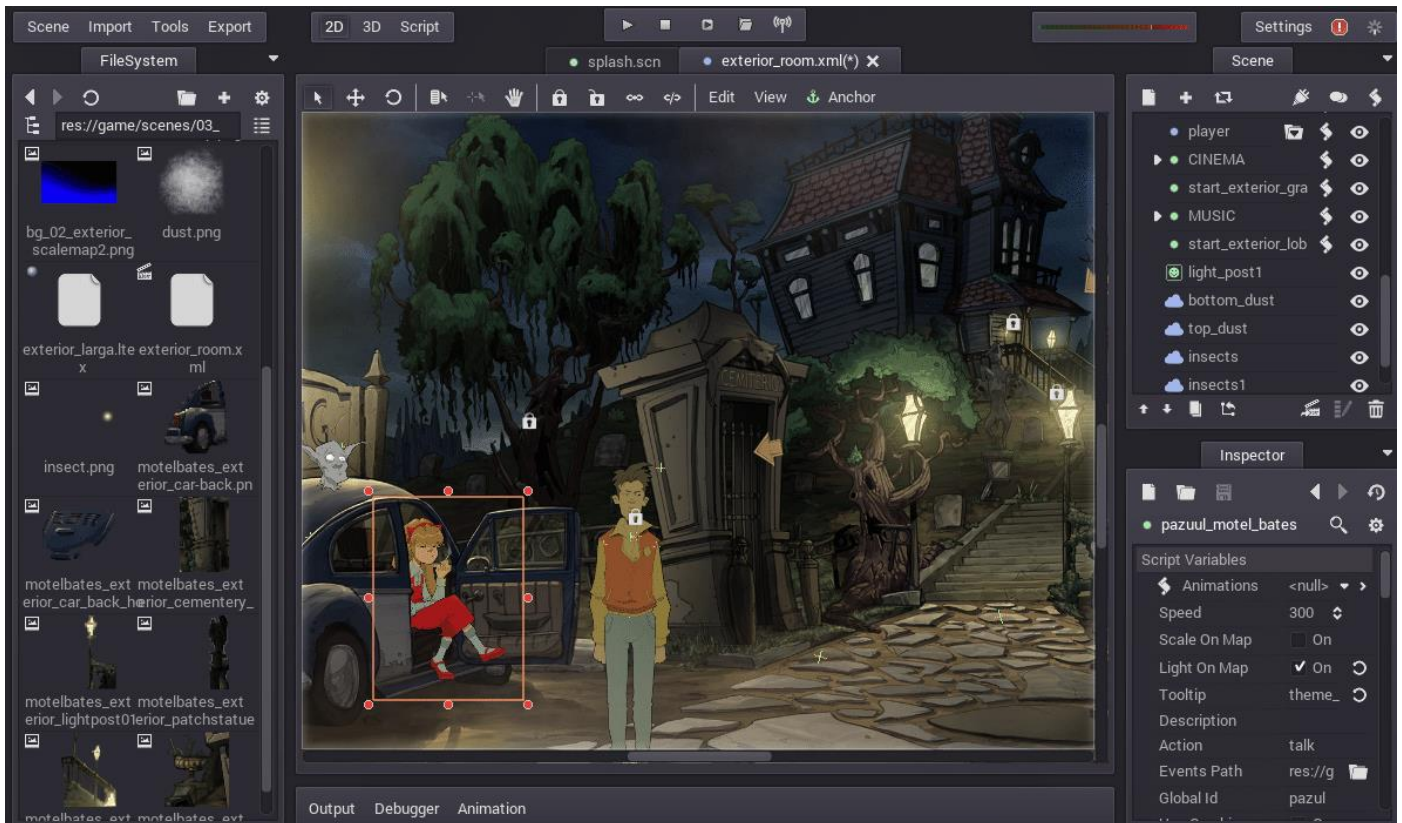 Scene Import Tools Export
2D 3D Script
Settings
FileSystem
splash.scn
exterior_room.xml(*)
Scene
res://game/scenes/03_
bg_02_exterior_
scalemap2.png
dust.png
exterior_larga.lte
x
exterior_room.x
ml
insect.png
motelbates_ext
erior_car-back.pn
motelbates_ext
erior_car_back_ho
motelbates_ext
erior_cementery_
motelbates_ext
erior_lightpost01
motelbates_ext
erior_patchstatue
motelbates_ext
motelbates_ext
Edit View Anchor
CEMITERIO
Output Debugger Animation
player
CINEMA
start_exterior_gra
MUSIC
start_exterior_lob
light_post1
bottom_dust
top_dust
insects
insects1
Inspector
pazuul_motel_bates
Script Variables
Animations <null>
Speed 300
Scale On Map On
Light On Map On
Tooltip theme_
Description
Action talk
Events Path res://g
Global Id pazul